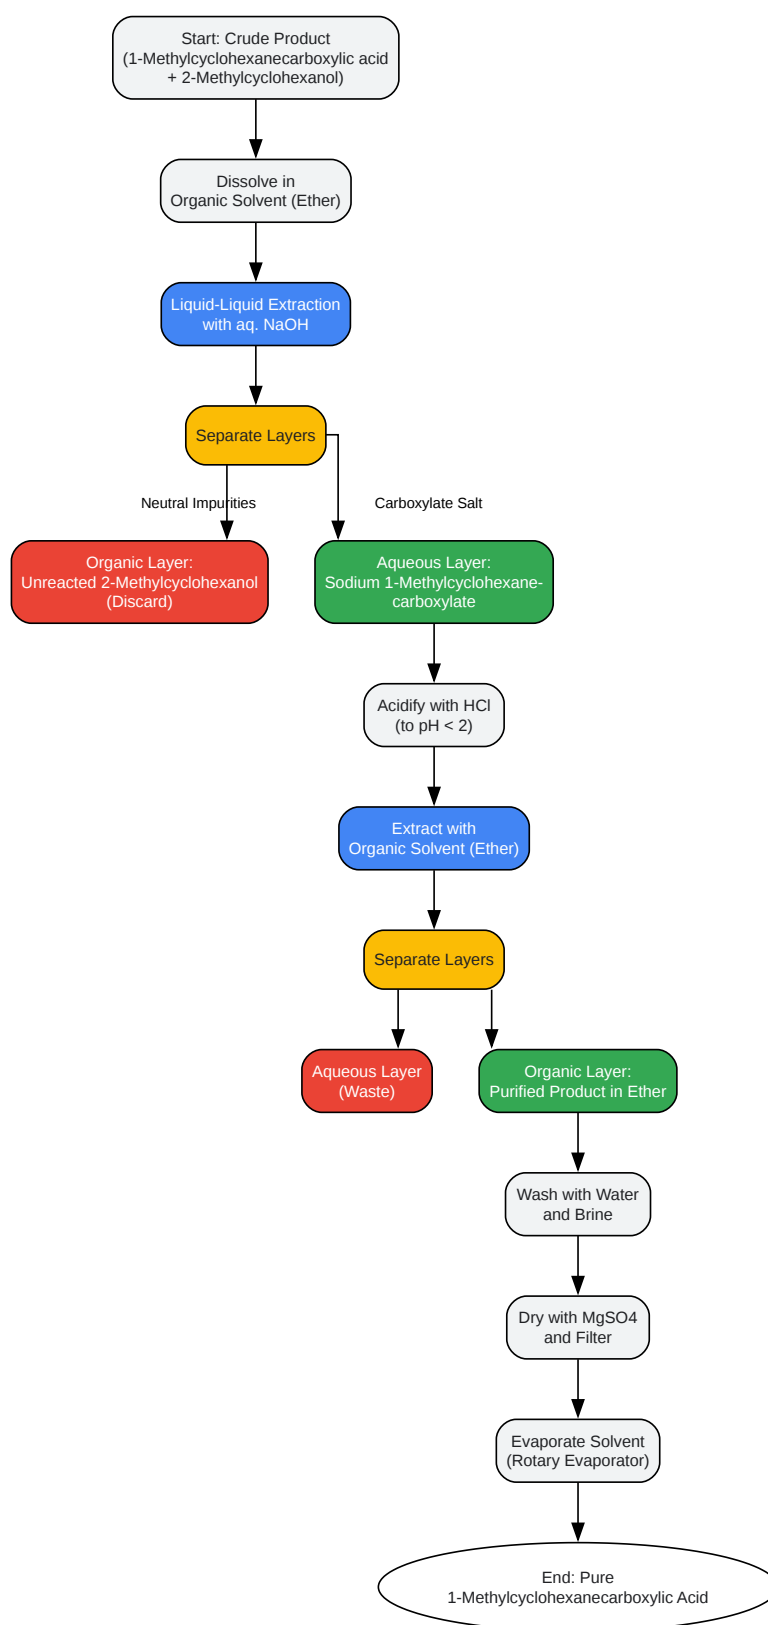 Start: Crude Product
(1-Methylcyclohexanecarboxylic acid
+ 2-Methylcyclohexanol)
Dissolve in
Organic Solvent (Ether)
Liquid-Liquid Extraction
with aq. NaOH
Separate Layers
Neutral Impurities
Carboxylate Salt
Organic Layer:
Unreacted 2-Methylcyclohexanol
(Discard)
Aqueous Layer:
Sodium 1-Methylcyclohexane-
carboxylate
Acidify with HCl
(to pH < 2)
Extract with
Organic Solvent (Ether)
Separate Layers
Aqueous Layer
(Waste)
Organic Layer:
Purified Product in Ether
Wash with Water
and Brine
Dry with MgSO4
and Filter
Evaporate Solvent
(Rotary Evaporator)
End: Pure
1-Methylcyclohexanecarboxylic Acid